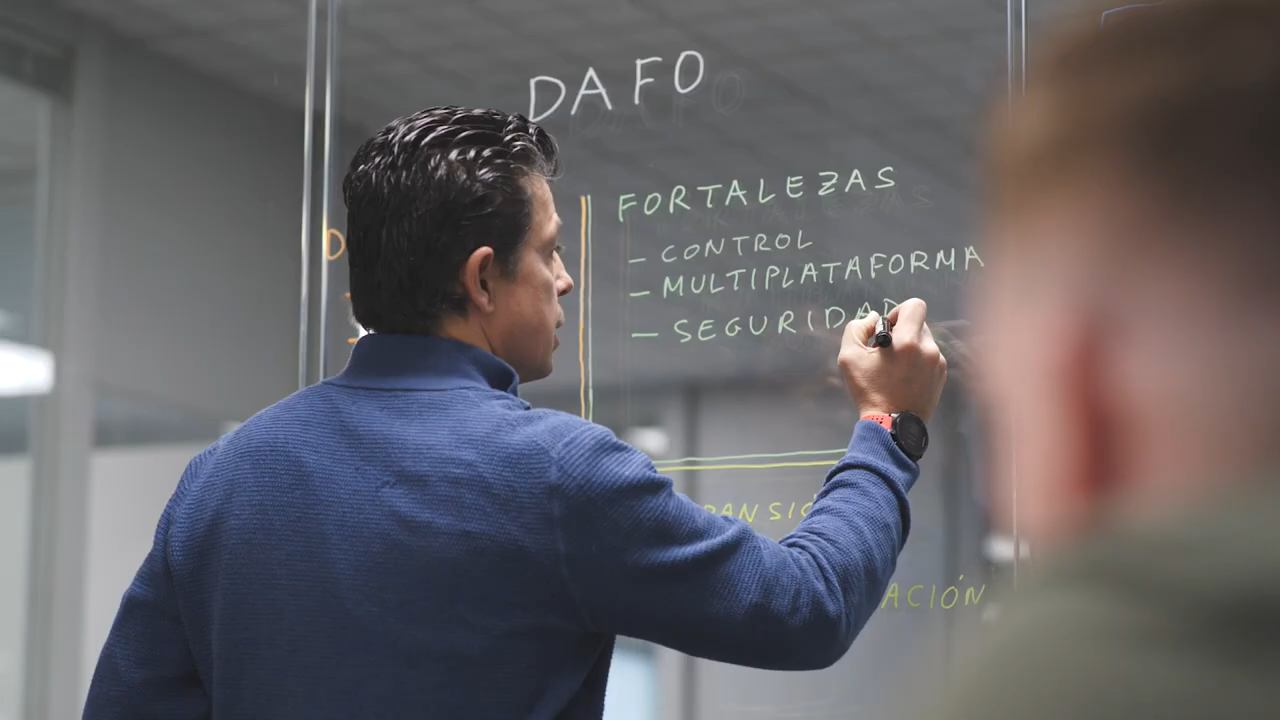 DAFO
FORTALEZAS
- CONTROL
- MULTIPLATAFORMA
- SEGURIDAD